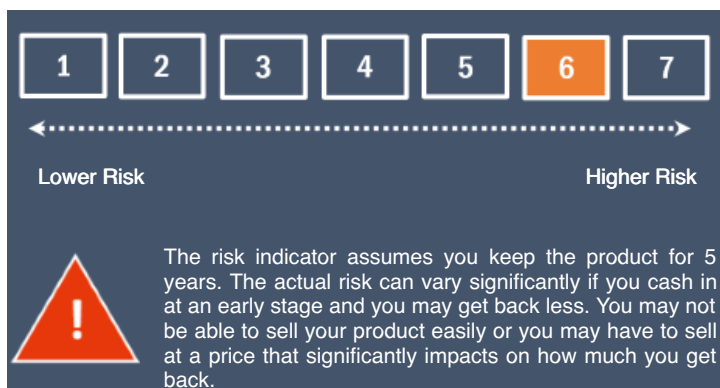 1 2 3 4 5 6 7
Lower Risk Higher Risk
!
The risk indicator assumes you keep the product for 5
years. The actual risk can vary significantly if you cash in
at an early stage and you may get back less. You may not
be able to sell your product easily or you may have to sell
at a price that significantly impacts on how much you get
back.